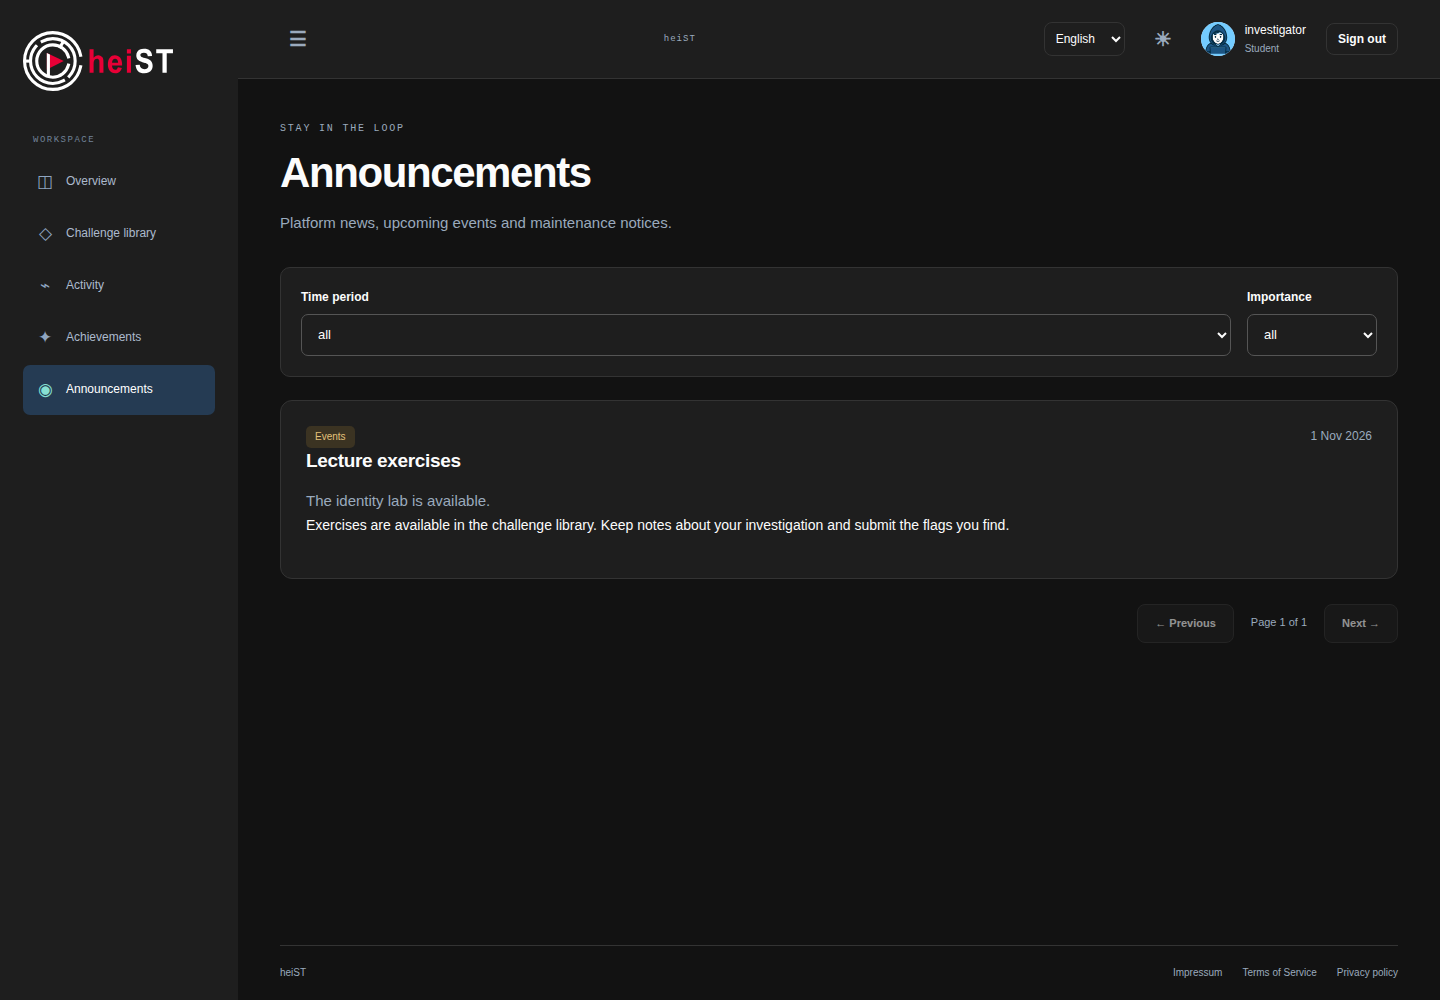 heiST
WORKSPACE
Overview
Challenge library
Activity
Achievements
Announcements
heiST
English
investigator
Student
Sign out
STAY IN THE LOOP
Announcements
Platform news, upcoming events and maintenance notices.
Time period
Importance
all
all
Events
1 Nov 2026
Lecture exercises
The identity lab is available.
Exercises are available in the challenge library. Keep notes about your investigation and submit the flags you find.
← Previous
Page 1 of 1
Next →
heiST
Impressum
Terms of Service
Privacy policy